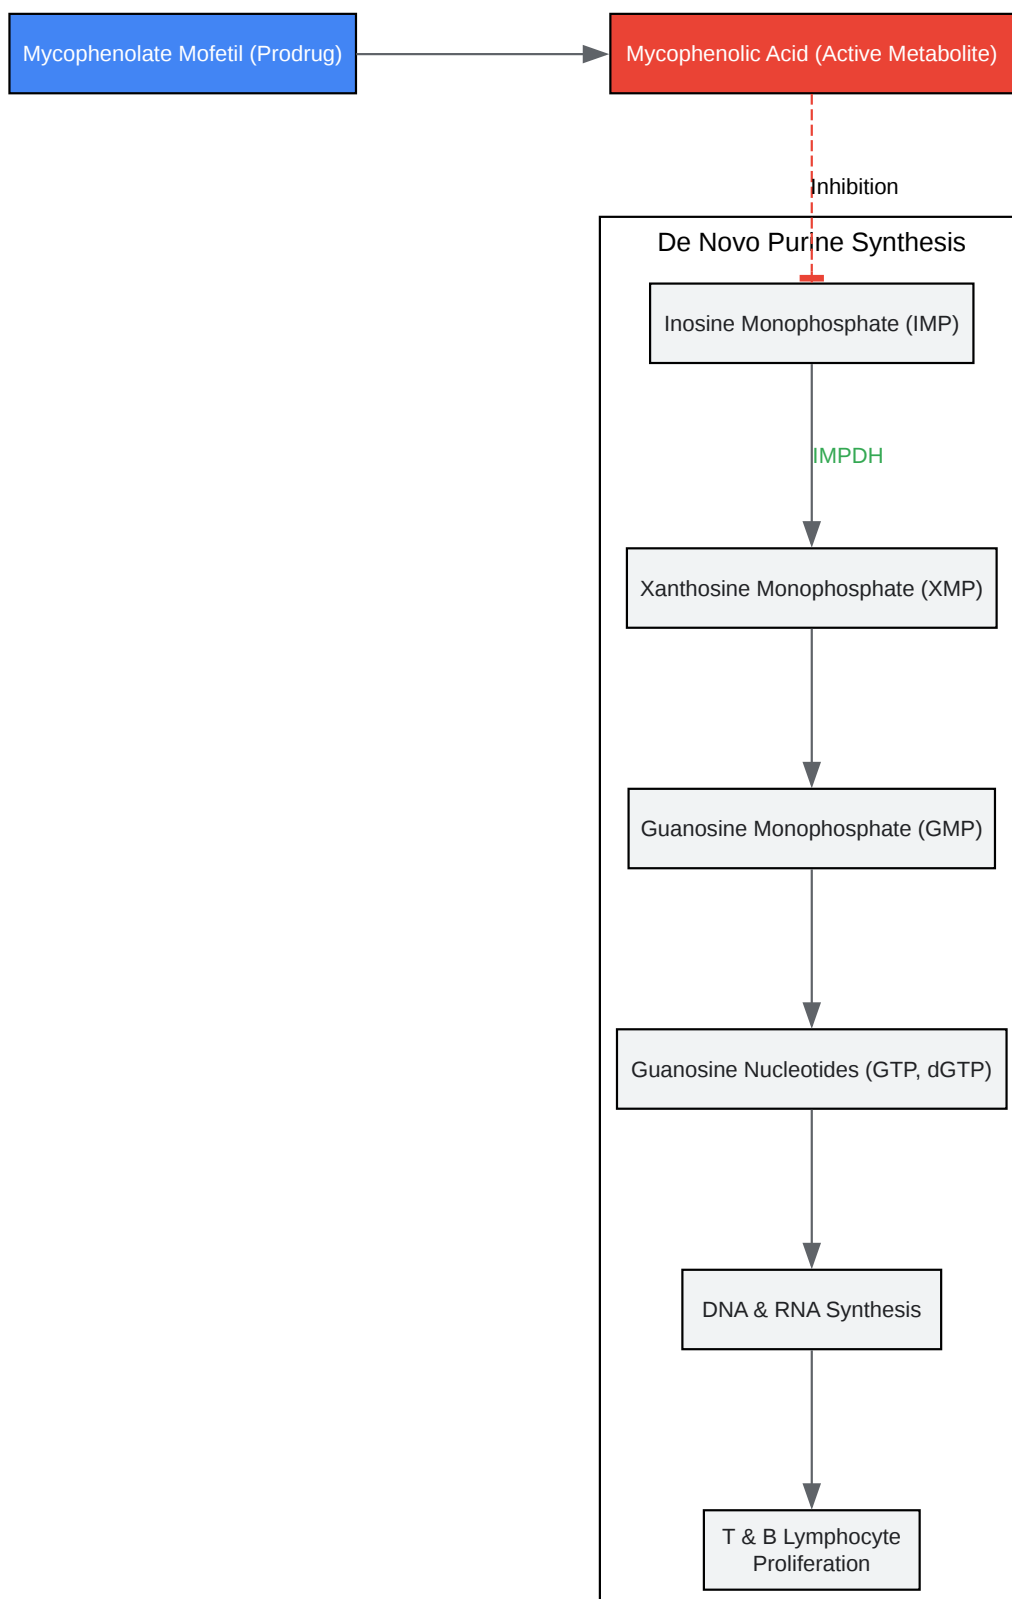 Mycophenolate Mofetil (Prodrug)
Mycophenolic Acid (Active Metabolite)
Inhibition
De Novo Purine Synthesis
Inosine Monophosphate (IMP)
IMPDH
Xanthosine Monophosphate (XMP)
Guanosine Monophosphate (GMP)
Guanosine Nucleotides (GTP, dGTP)
DNA & RNA Synthesis
T & B Lymphocyte
Proliferation